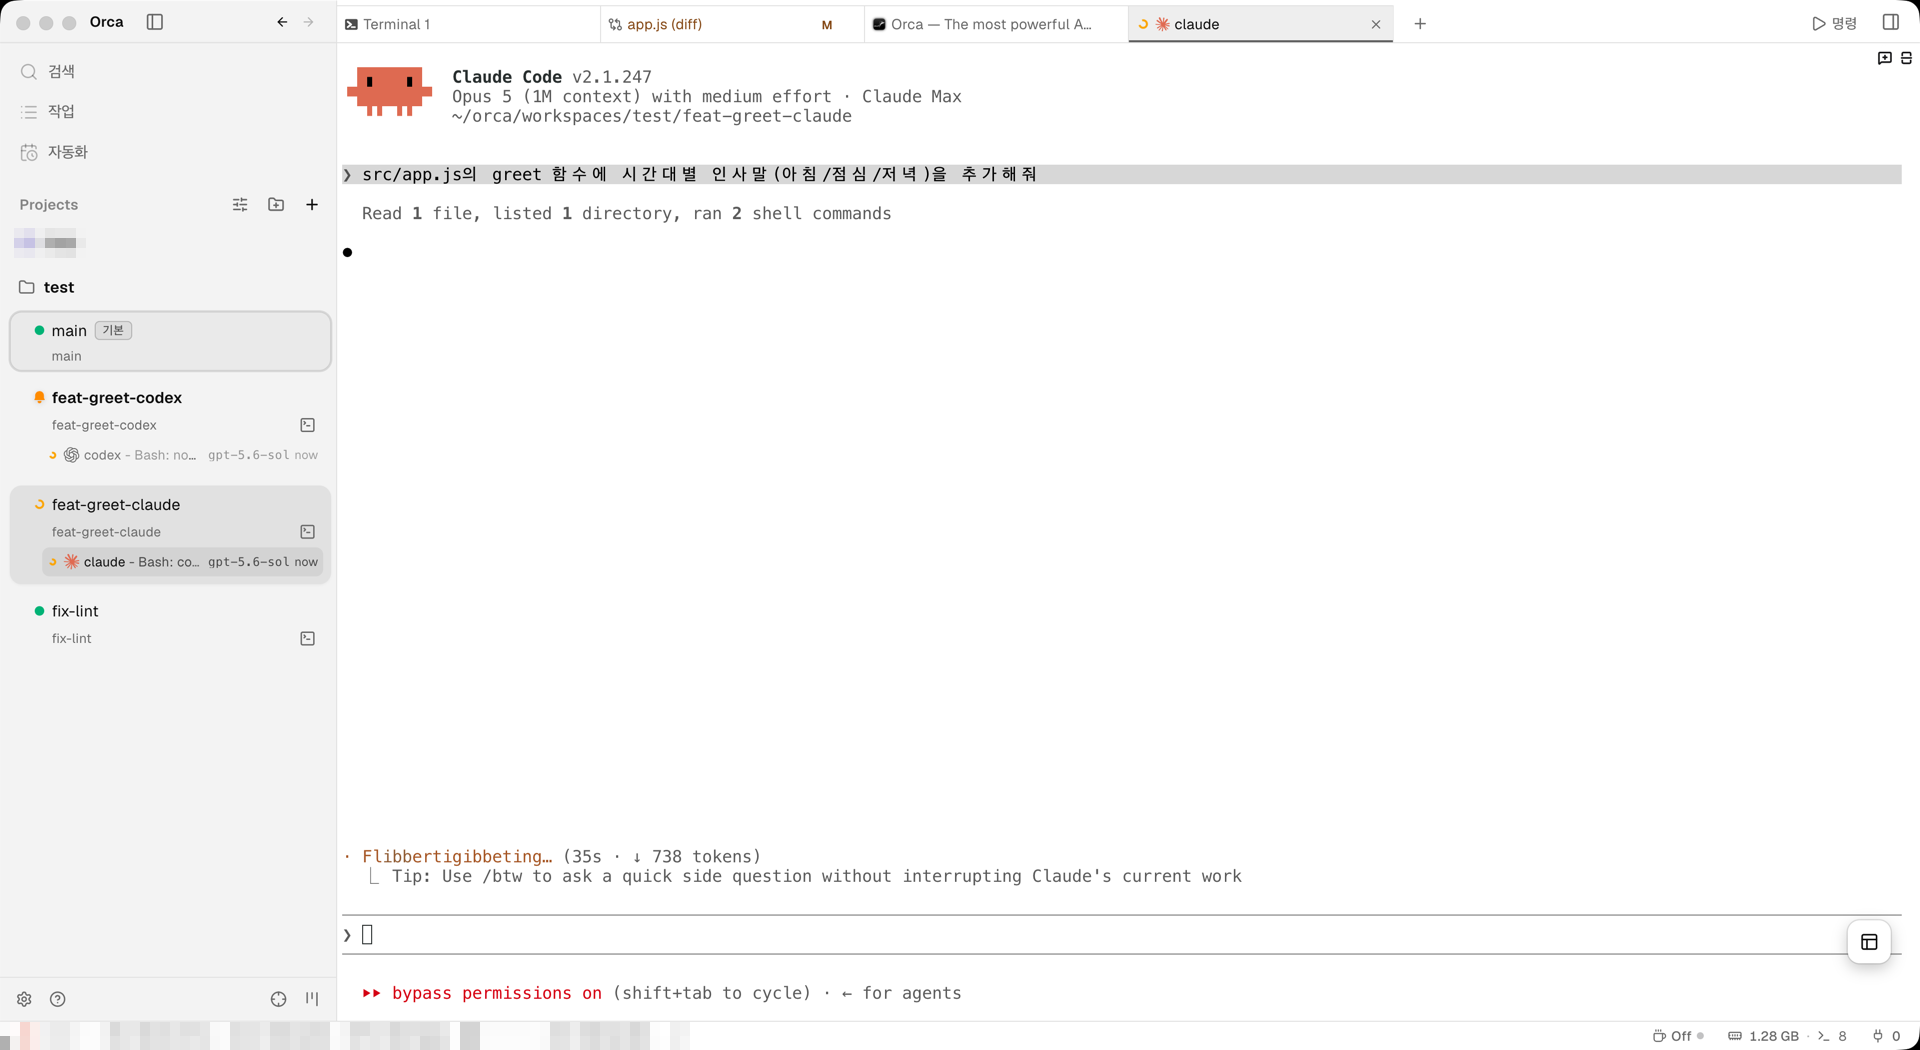 Orca
Terminal 1
app.js (diff)
M
Orca — The most powerful A...
claude
명령
검색
작업
자동화
Projects
test
main 기본
main
feat-greet-codex
feat-greet-codex
codex - Bash: no... gpt-5.6-sol now
feat-greet-claude
feat-greet-claude
claude - Bash: co... gpt-5.6-sol now
fix-lint
fix-lint
Claude Code v2.1.247
Opus 5 (1M context) with medium effort · Claude Max
~/orca/workspaces/test/feat-greet-claude
❯ src/app.js의 greet 함수에 시간대별 인사말(아침/점심/저녁)을 추가해줘
Read 1 file, listed 1 directory, ran 2 shell commands
· Flibbertigibbeting… (35s · ↓ 738 tokens)
Tip: Use /btw to ask a quick side question without interrupting Claude's current work
❯
bypass permissions on (shift+tab to cycle) · ← for agents
Off
1.28 GB · 8
0